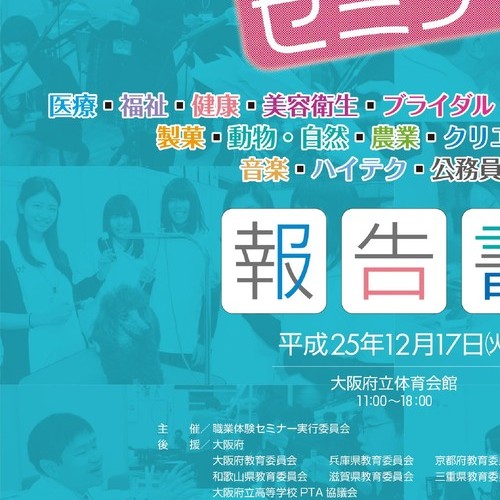 セミナ
医療・福祉・健康・美容衛生・ブライダル
製菓・動物・自然・農業・クリエ
音楽・ハイテク・公務員
報告書
平成25年12月17日(火
大阪府立体育会館
11:00〜18:00
主 催／職業体験セミナー実行委員会
後 援／大阪府
大阪府教育委員会 兵庫県教育委員会 京都府教育委
和歌山県教育委員会 滋賀県教育委員会 三重県教育委
大阪府立高等学校PTA協議会